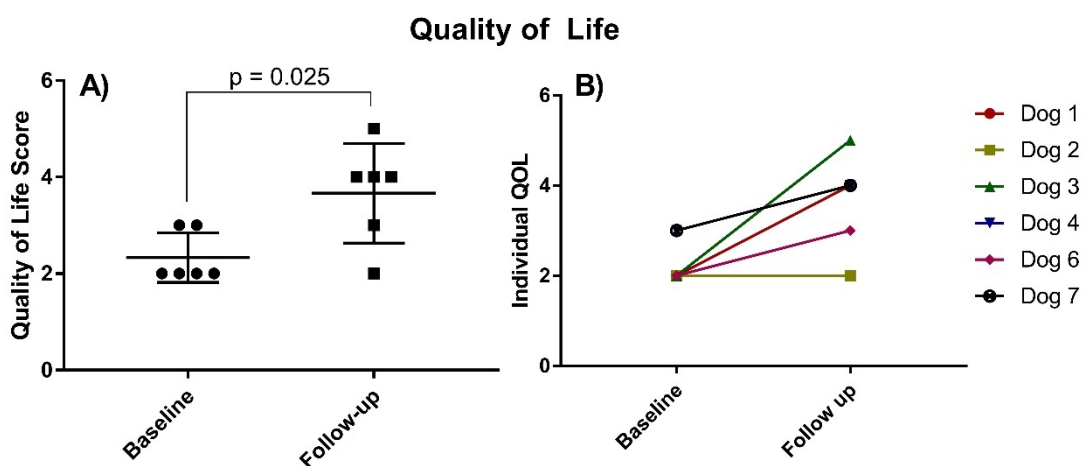 Quality of Life
A)
p = 0.025
Quality of Life Score
6
4
2
0
Baseline
Follow-up
B)
Individual QOL
6
4
2
0
Baseline
Follow up
Dog 1
Dog 2
Dog 3
Dog 4
Dog 6
Dog 7